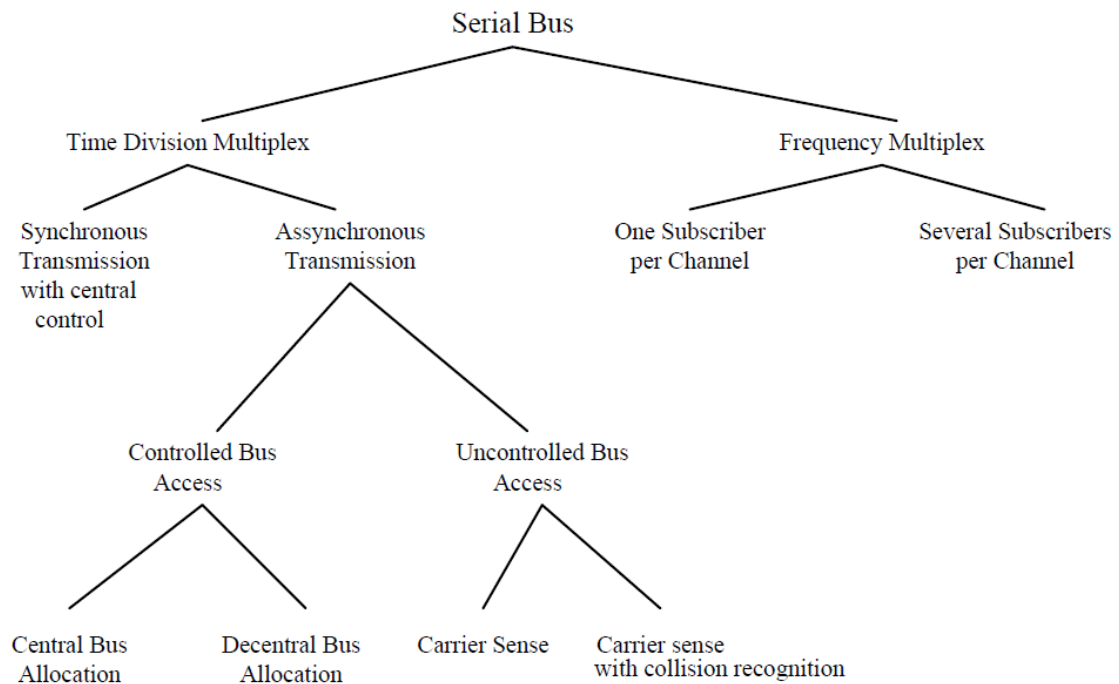 Serial Bus
Time Division Multiplex
Frequency Multiplex
Synchronous
Transmission
with central
control
Assynchronous
Transmission
One Subscriber
per Channel
Several Subscribers
per Channel
Controlled Bus
Access
Uncontrolled Bus
Access
Central Bus
Allocation
Decentral Bus
Allocation
Carrier Sense
Carrier sense
with collision recognition